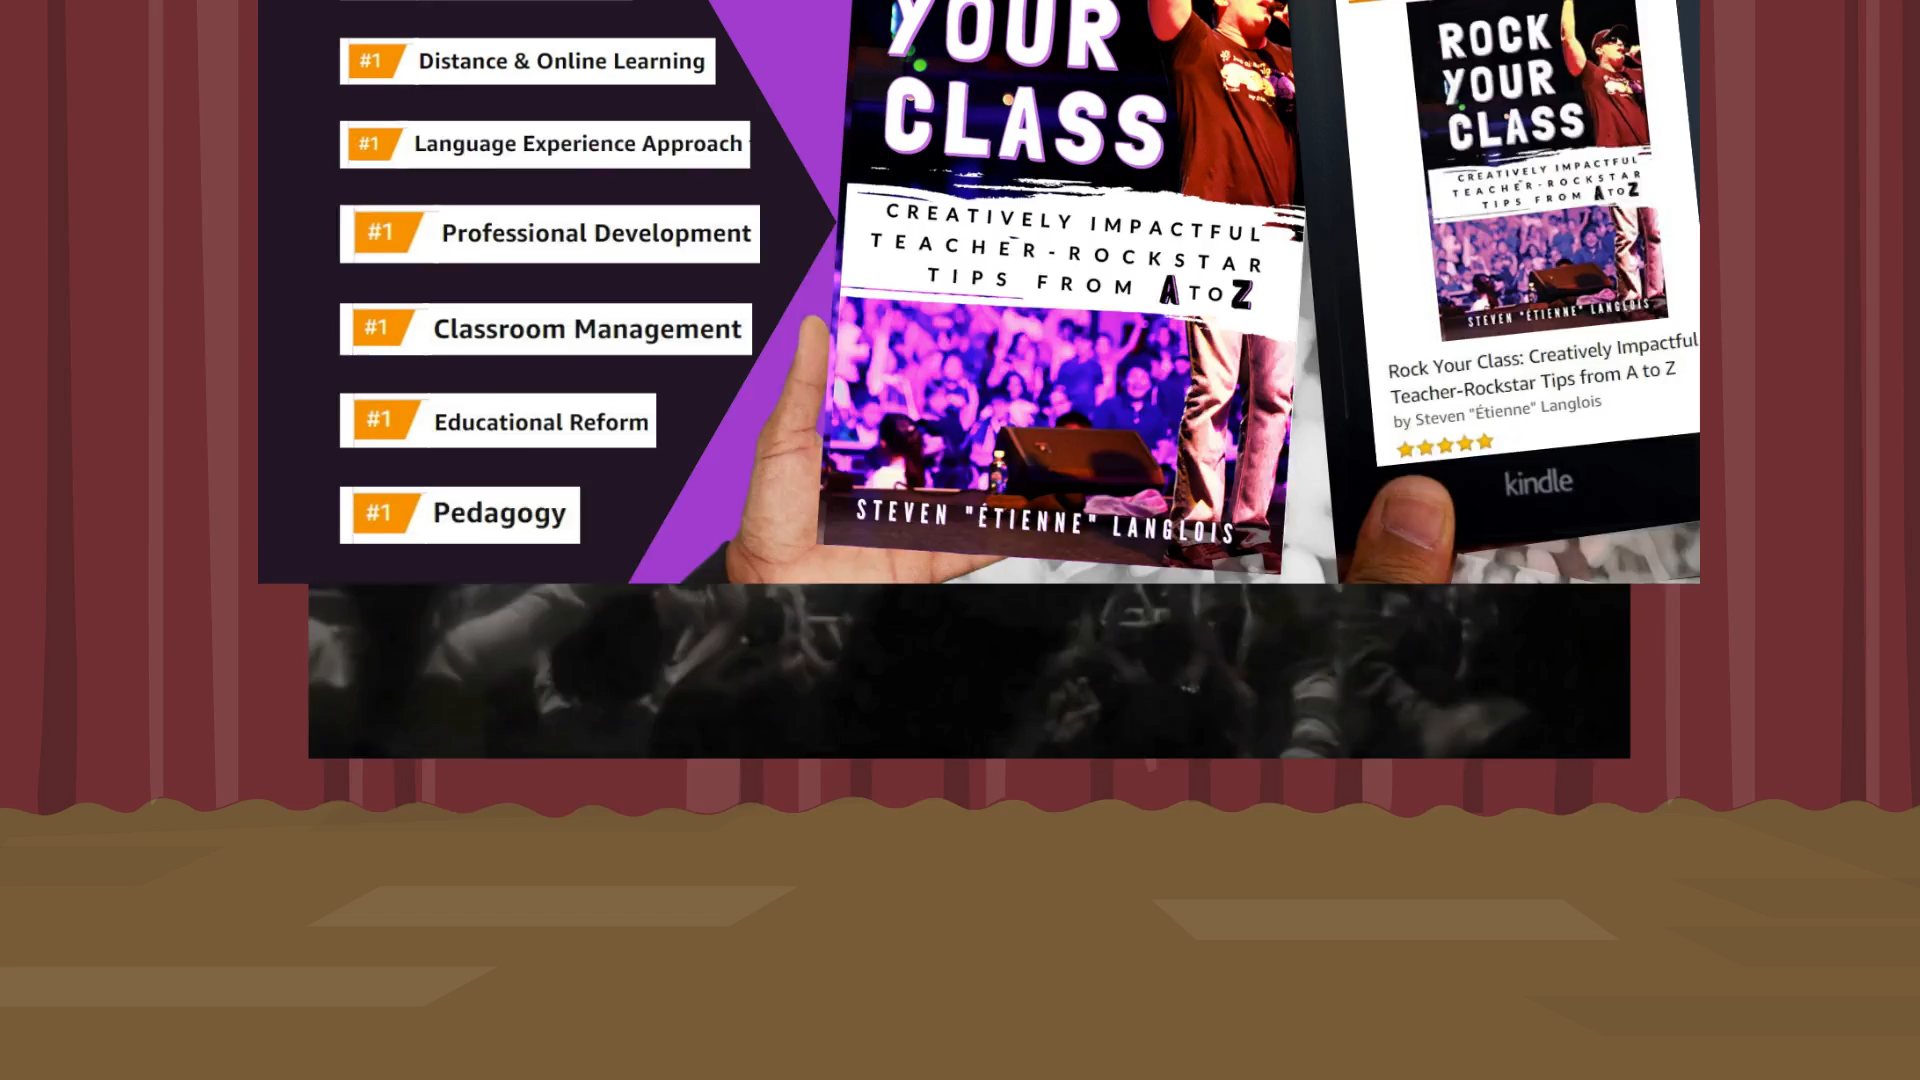 #1 Distance & Online Learning
#1 Language Experience Approach
#1 Professional Development
#1 Classroom Management
#1 Educational Reform
#1 Pedagogy
YOUR
CLASS
CREATIVELY IMPACTFUL
TEACHER-ROCKSTAR
TIPS FROM A TO Z
STEVEN "ÉTIENNE" LANGLOIS
ROCK
YOUR
CLASS
CREATIVELY IMPACTFUL
TEACHER-ROCKSTAR
TIPS FROM A TO Z
STEVEN "ÉTIENNE" LANGLOIS
Rock Your Class: Creatively Impactful
Teacher-Rockstar Tips from A to Z
by Steven "Étienne" Langlois
kindle